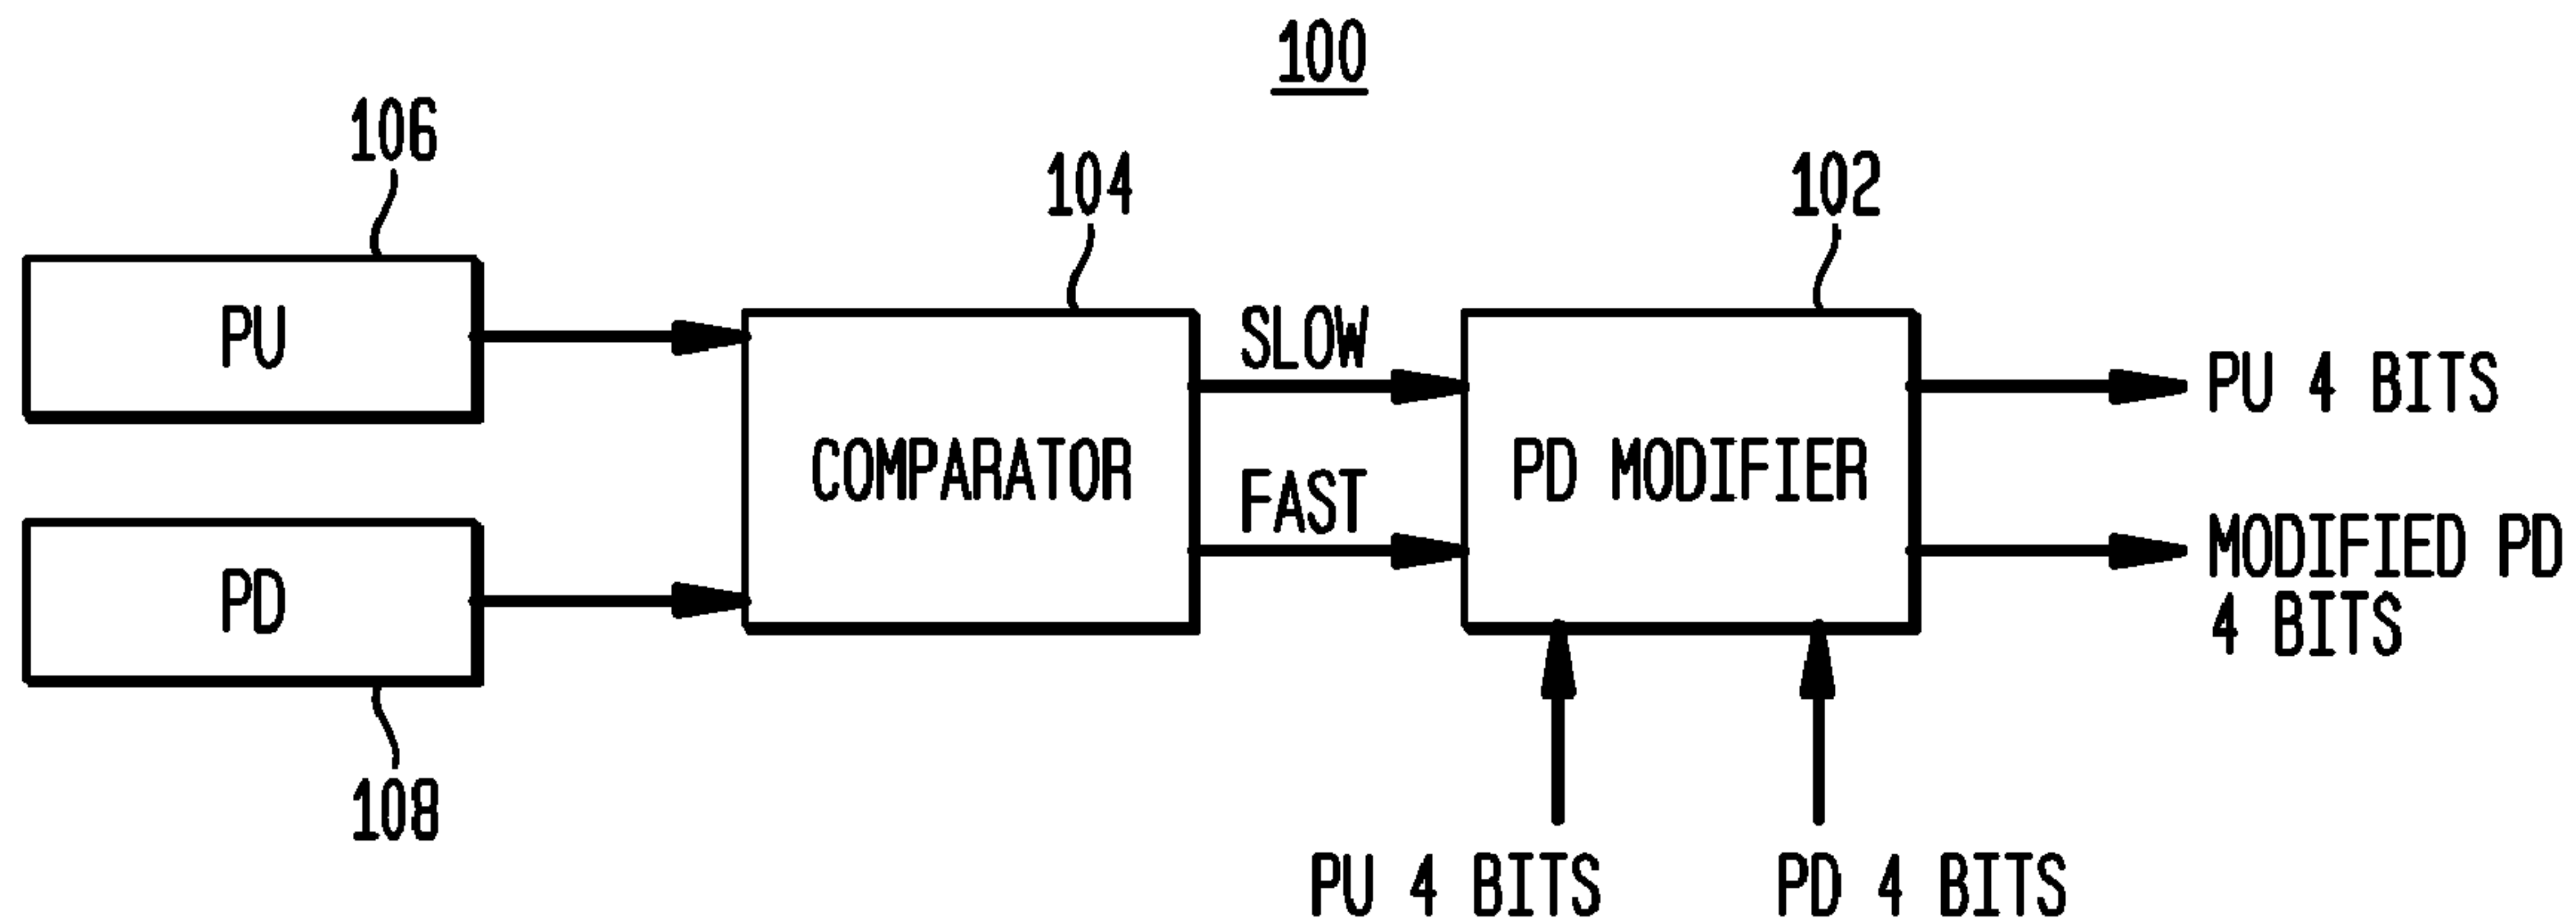 100
106
104
102
PU
SLOW
PU 4 BITS
COMPARATOR
PD MODIFIER
FAST
MODIFIED PD
4 BITS
PD
108
PU 4 BITS
PD 4 BITS